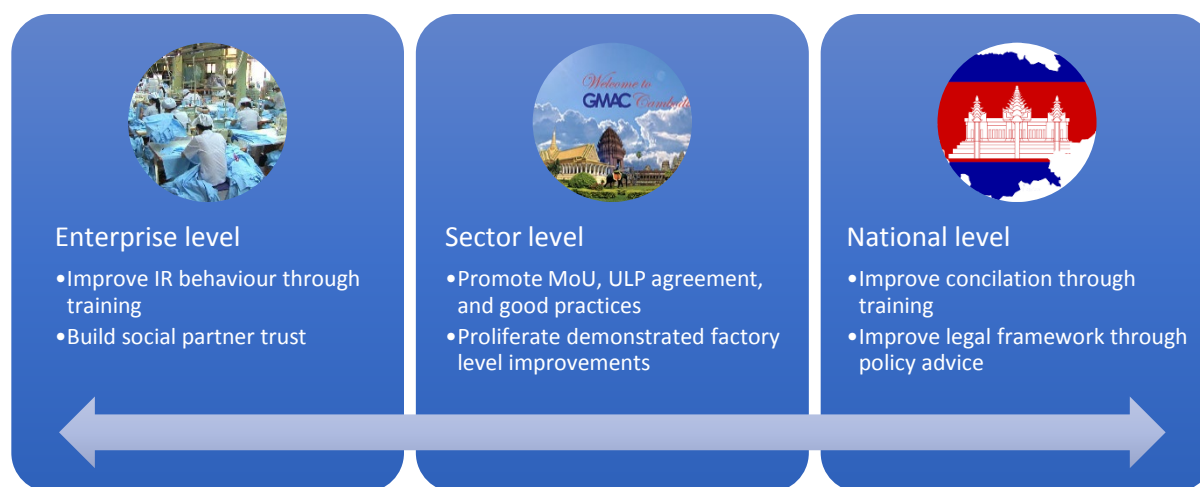 Welcome to
GMAC Cambodi
Enterprise level
•Improve IR behaviour through
training
•Build social partner trust
Sector level
•Promote MoU, ULP agreement,
and good practices
•Proliferate demonstrated factory
level improvements
National level
•Improve concilation through
training
•Improve legal framework through
policy advice